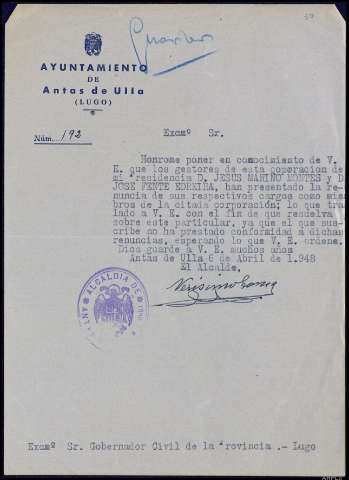 59
AYUNTAMIENTO
DE
Antas de Ulla
(LUGO)
Núm. 192
Excmº Sr.
Honrome poner en conocimiento de V.
E. que los gestores de esta coporacion de
mi residencia D. JESUS MARIÑO MONTES y D
JOSE FENTE EDREIRA, han presentado la re-
nuncia de sus respectivos cargos como miem
bros de la citada corporación; lo que tras
lado a V. E. con el fin de que resuelva
sobre este particular, ya que el que sus-
cribe no ha prestado conformidad a dichas
renuncias, esperando lo que V. E. ordene.
Dios guarde a V. E. muchos años
Antas de Ulla 6 de Abril de 1.948
El Alcalde,
ALCALDIA DE
Excmº Sr. Gobernador Civil de la Provincia .- Lugo